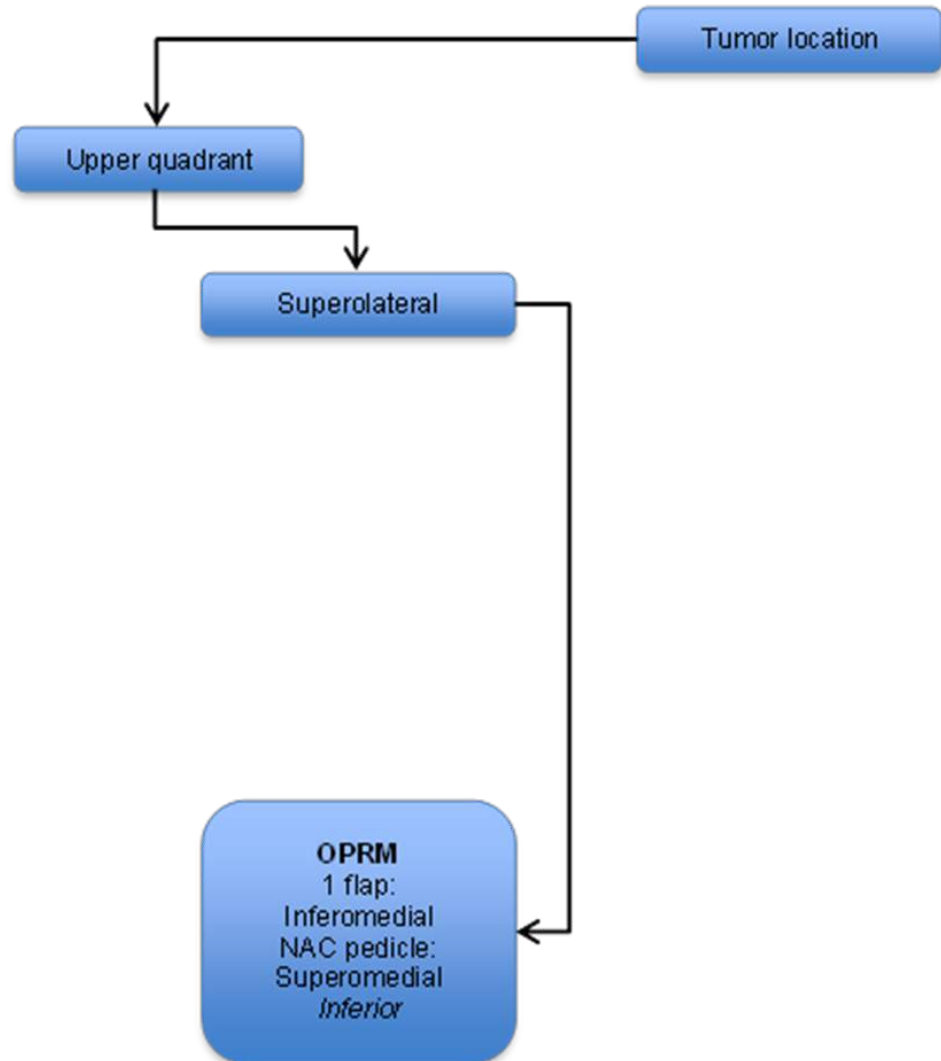 Tumor location
Upper quadrant
Superolateral
OPRM
1 flap:
Inferomedial
NAC pedicle:
Superomedial
Inferior